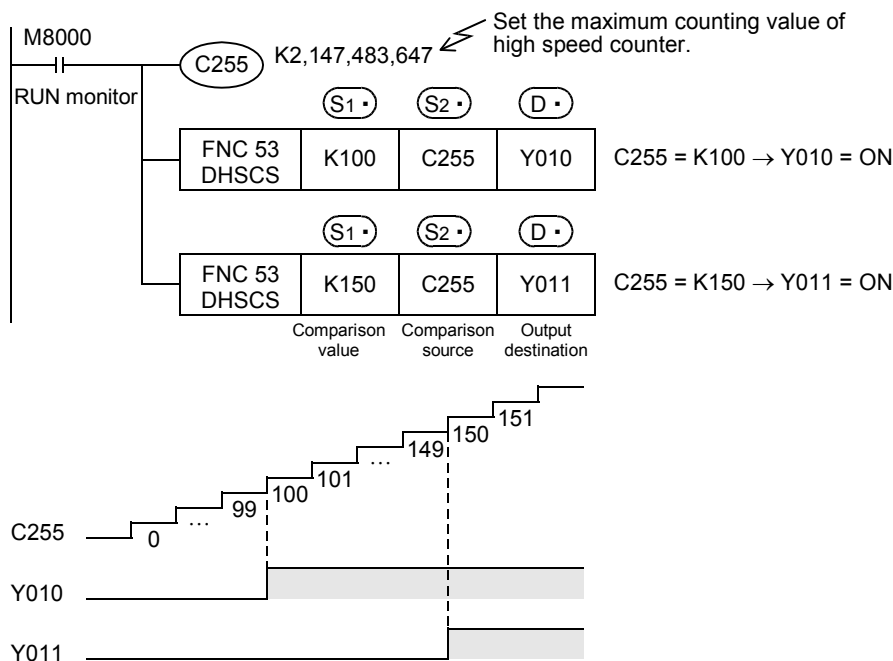 M8000
RUN monitor
C255 K2,147,483,647
Set the maximum counting value of
high speed counter.
S1 · S2 · D ·
FNC 53
DHSCS
K100 C255 Y010
C255 = K100 → Y010 = ON
S1 · S2 · D ·
FNC 53
DHSCS
K150 C255 Y011
C255 = K150 → Y011 = ON
Comparison
value
Comparison
source
Output
destination
C255
0 ... 99 100 101 ... 149 150 151
Y010
Y011